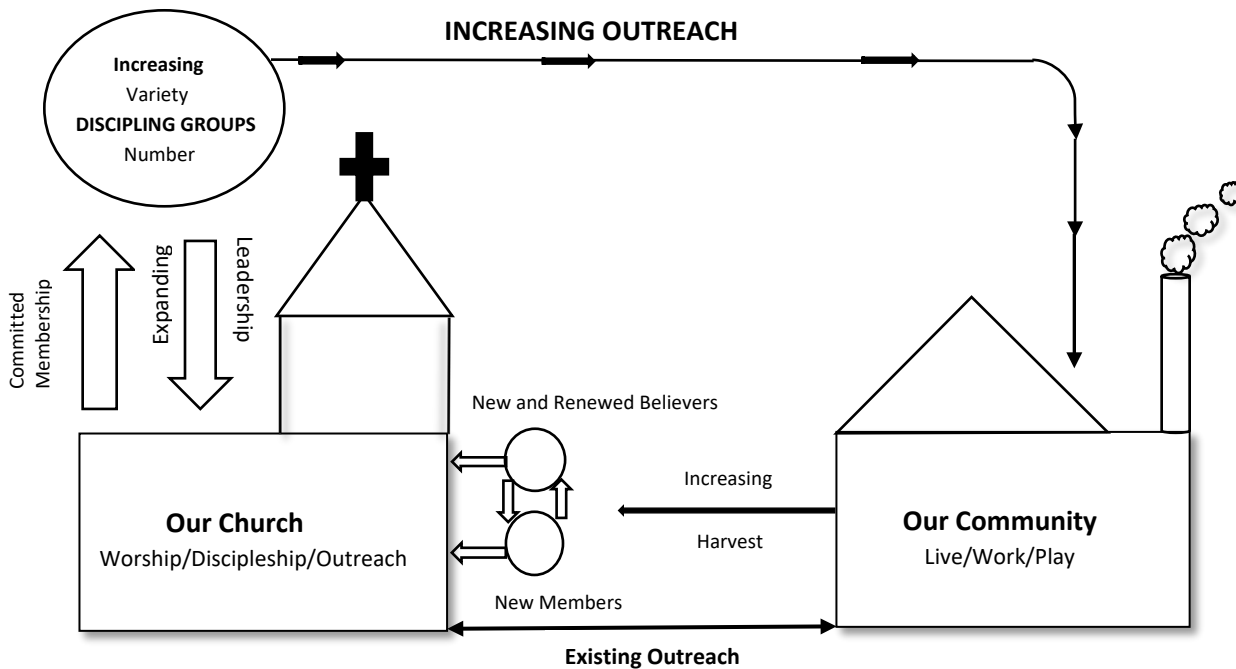 INCREASING OUTREACH
Increasing
Variety
DISCIPLING GROUPS
Number
Committed
Membership
Expanding
Leadership
New and Renewed Believers
Increasing
Harvest
Our Church
Worship/Discipleship/Outreach
Our Community
Live/Work/Play
New Members
Existing Outreach